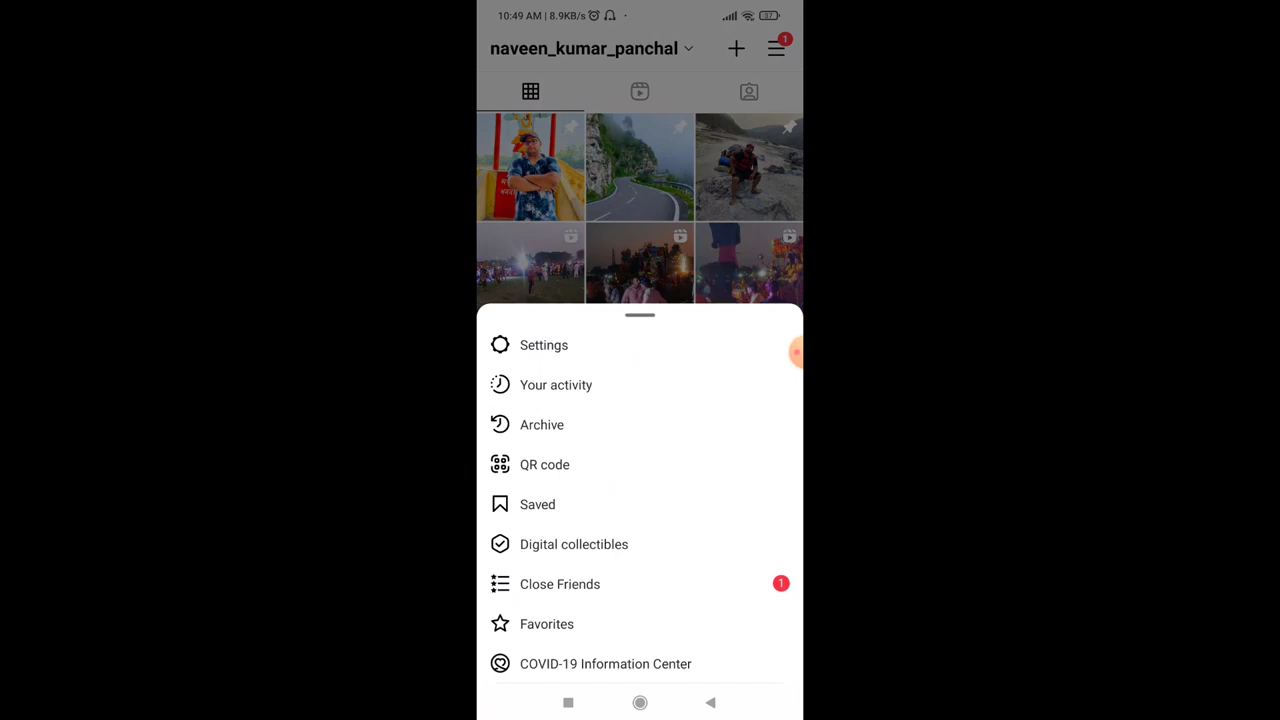 10:49 AM | 8.9KB/s
37
naveen_kumar_panchal
1
Settings
Your activity
Archive
QR code
Saved
Digital collectibles
Close Friends
1
Favorites
COVID-19 Information Center